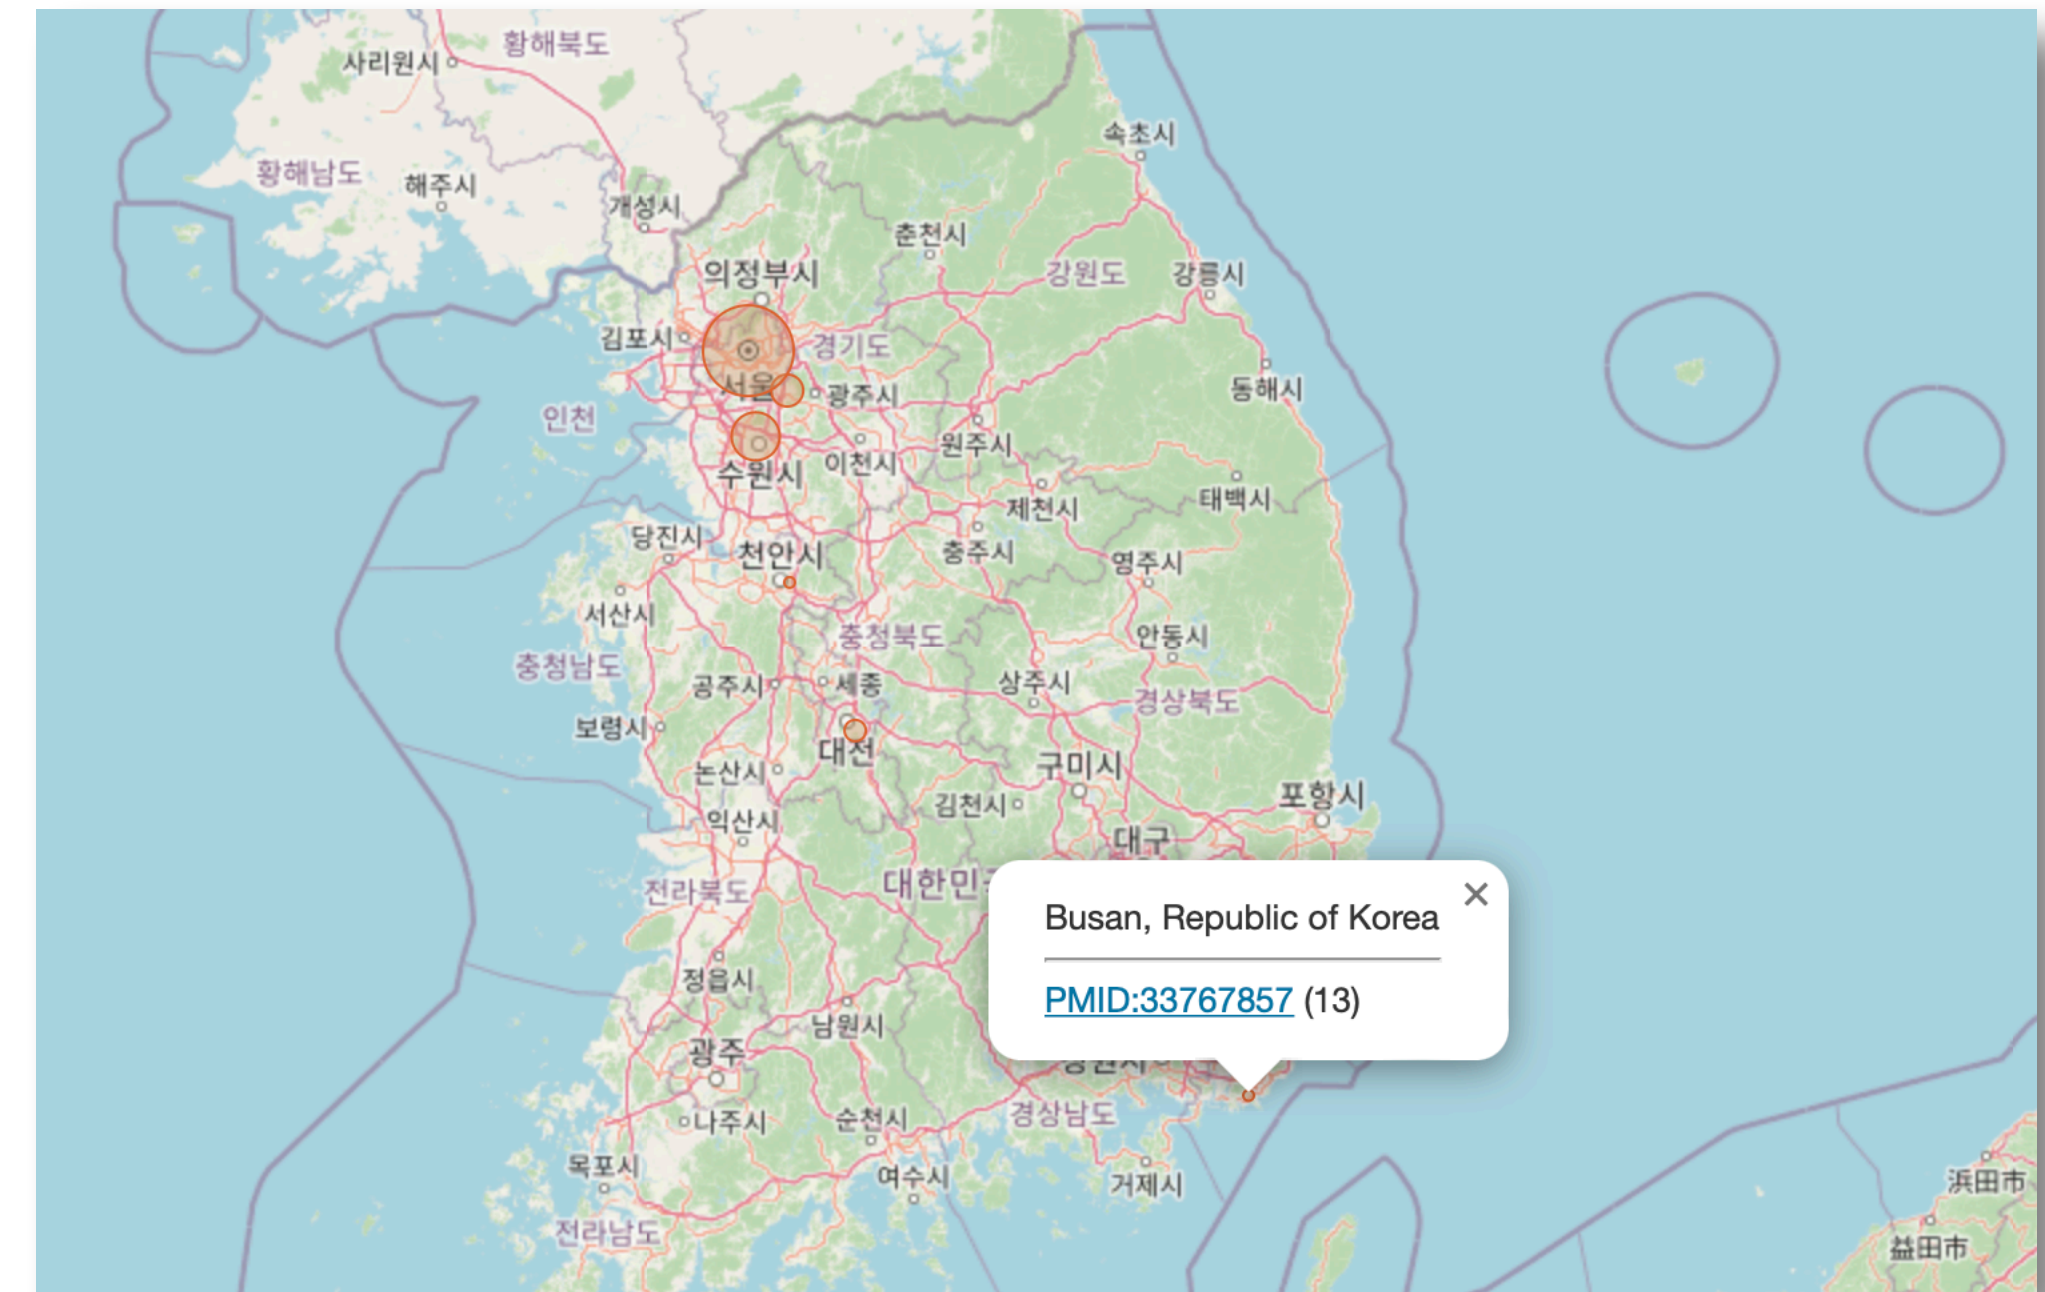 황해북도
사리원시
속초시
황해남도
해주시
개성시
춘천시
의정부시
강원도
강릉시
김포시
경기도
서울
광주시
동해시
인천
원주시
이천시
수원시
태백시
제천시
당진시
천안시
충주시
영주시
서산시
충청북도
안동시
충청남도
공주시
세종
상주시
경상북도
보령시
대전
논산시
구미시
포항시
김천시
익산시
대구
대한민
전라북도
Busan, Republic of Korea
×
PMID:33767857 (13)
정읍시
남원시
광주
경상남도
나주시
순천시
목포시
여수시
거제시
浜田市
전라남도
益田市